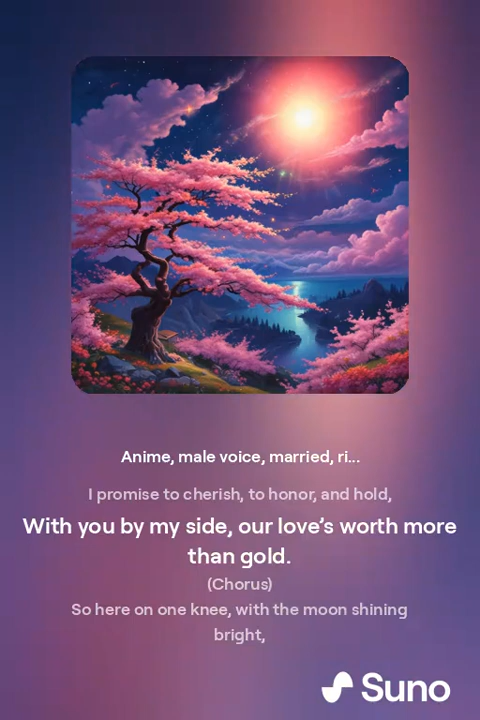 Anime, male voice, married, ri...
I promise to cherish, to honor, and hold,
With you by my side, our love’s worth more
than gold.
(Chorus)
So here on one knee, with the moon shining
bright,
Suno